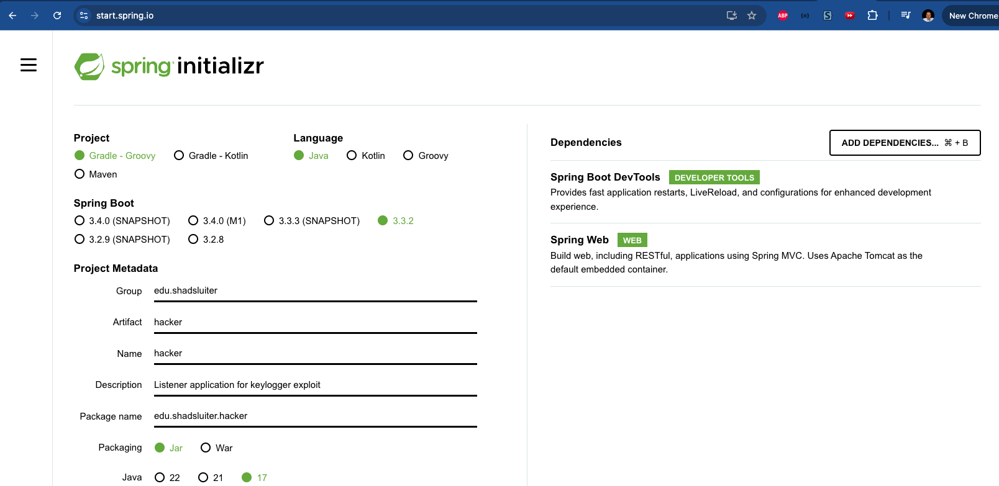 start.spring.io
ABP
New Chrome
spring initializr
Project
Gradle - Groovy
Gradle - Kotlin
Maven
Language
Java
Kotlin
Groovy
Spring Boot
3.4.0 (SNAPSHOT)
3.4.0 (M1)
3.3.3 (SNAPSHOT)
3.3.2
3.2.9 (SNAPSHOT)
3.2.8
Project Metadata
Group edu.shadsluiter
Artifact hacker
Name hacker
Description Listener application for keylogger exploit
Package name edu.shadsluiter.hacker
Packaging Jar War
Java 22 21 17
Dependencies
ADD DEPENDENCIES... ⌘ + B
Spring Boot DevTools DEVELOPER TOOLS
Provides fast application restarts, LiveReload, and configurations for enhanced development
experience.
Spring Web WEB
Build web, including RESTful, applications using Spring MVC. Uses Apache Tomcat as the
default embedded container.